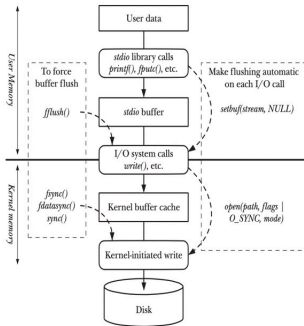 User data
User Memory
To force
buffer flush
stdio library calls
printf(), fputc(), etc.
Make flushing automatic
on each I/O call
fflush()
stdio buffer
setbuf(stream, NULL)
I/O system calls
write(), etc.
Kernel memory
fsync()
fdatasync()
sync()
Kernel buffer cache
open(path, flags |
O_SYNC, mode)
Kernel-initiated write
Disk